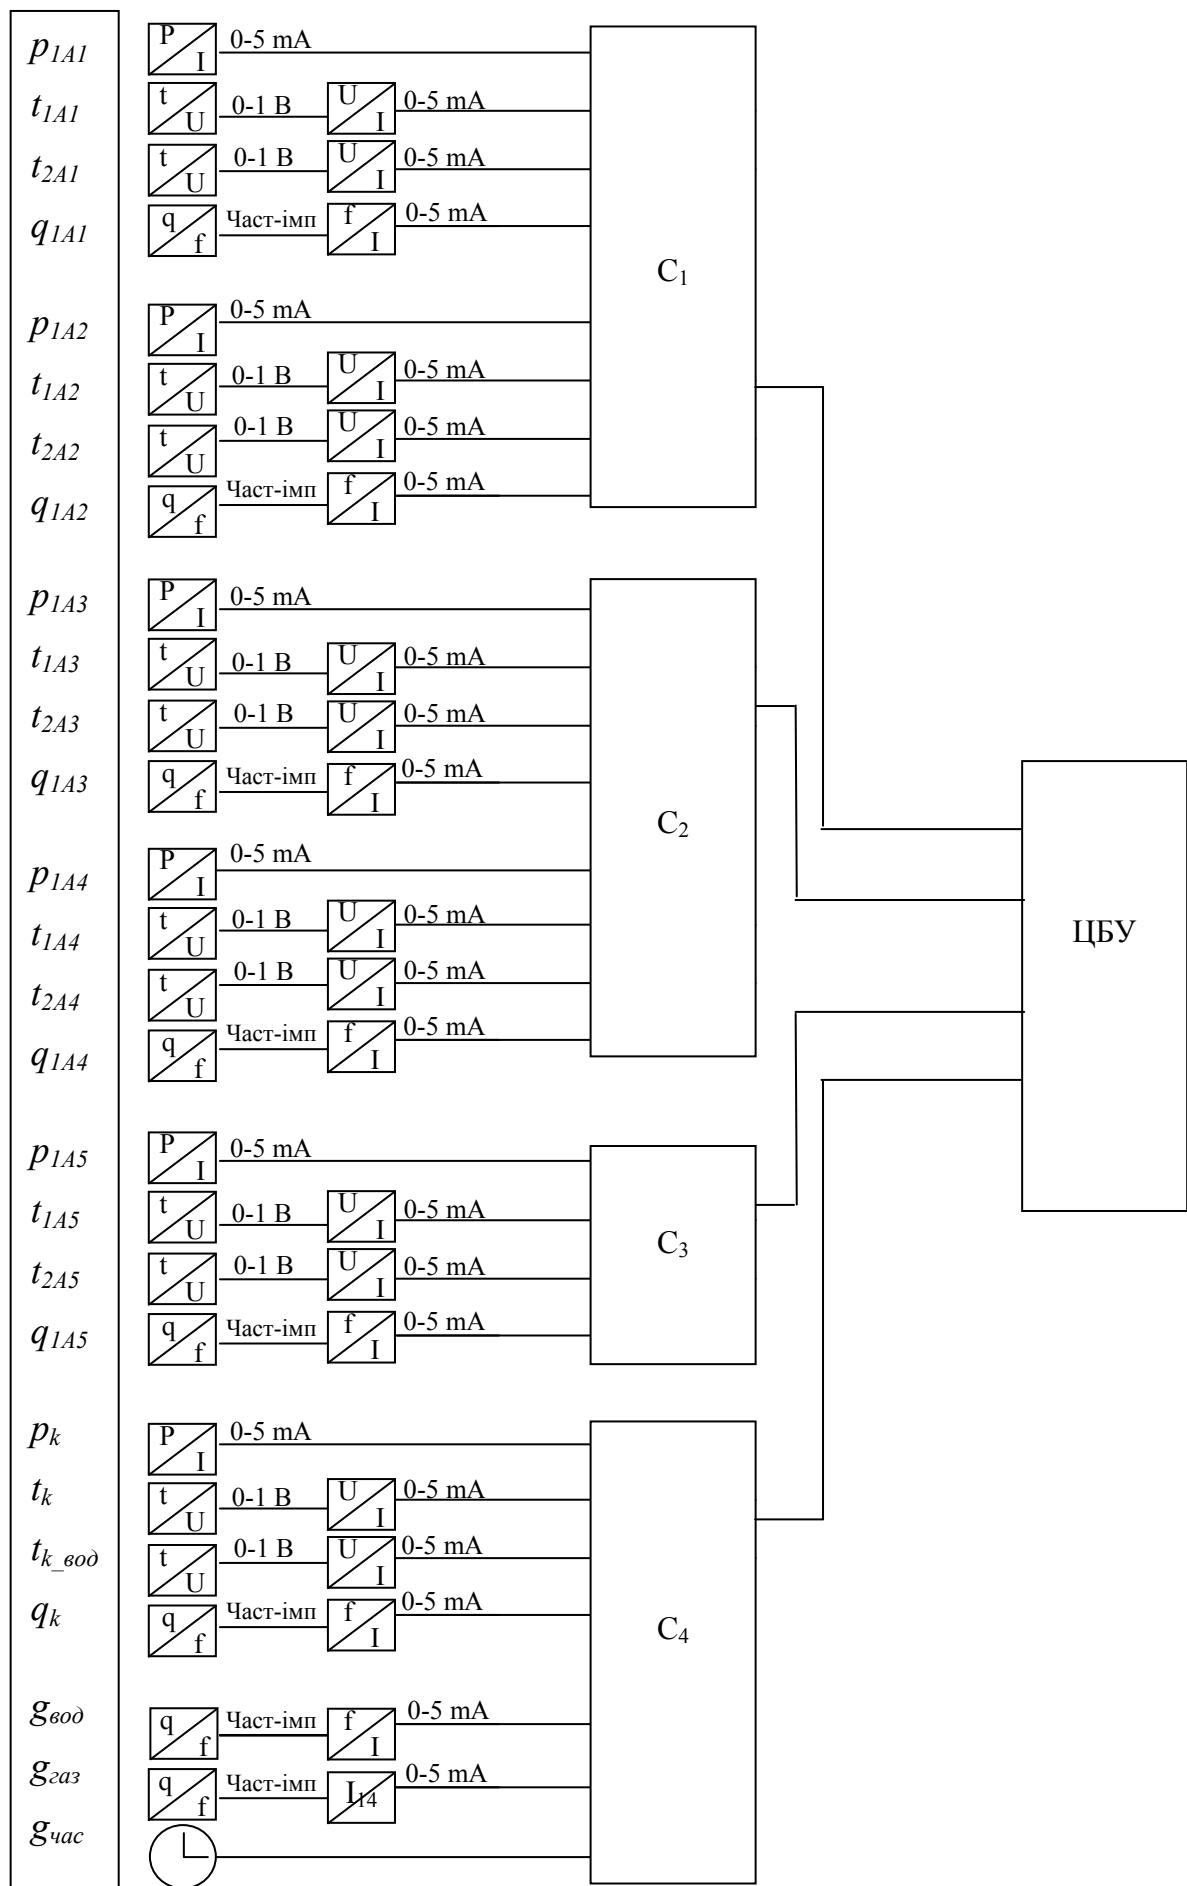 p1A1 P/I 0-5 mA
t1A1 t/U 0-1 В U/I 0-5 mA
t2A1 t/U 0-1 В U/I 0-5 mA
q1A1 q/f Част-імп f/I 0-5 mA
C1
p1A2 P/I 0-5 mA
t1A2 t/U 0-1 В U/I 0-5 mA
t2A2 t/U 0-1 В U/I 0-5 mA
q1A2 q/f Част-імп f/I 0-5 mA
p1A3 P/I 0-5 mA
t1A3 t/U 0-1 В U/I 0-5 mA
t2A3 t/U 0-1 В U/I 0-5 mA
q1A3 q/f Част-імп f/I 0-5 mA
C2
p1A4 P/I 0-5 mA
t1A4 t/U 0-1 В U/I 0-5 mA
ЦБУ
t2A4 t/U 0-1 В U/I 0-5 mA
q1A4 q/f Част-імп f/I 0-5 mA
p1A5 P/I 0-5 mA
t1A5 t/U 0-1 В U/I 0-5 mA
C3
t2A5 t/U 0-1 В U/I 0-5 mA
q1A5 q/f Част-імп f/I 0-5 mA
pk P/I 0-5 mA
tk t/U 0-1 В U/I 0-5 mA
tk_вод t/U 0-1 В U/I 0-5 mA
qk q/f Част-імп f/I 0-5 mA
C4
gвод q/f Част-імп f/I 0-5 mA
gгаз q/f Част-імп I14 0-5 mA
gчас